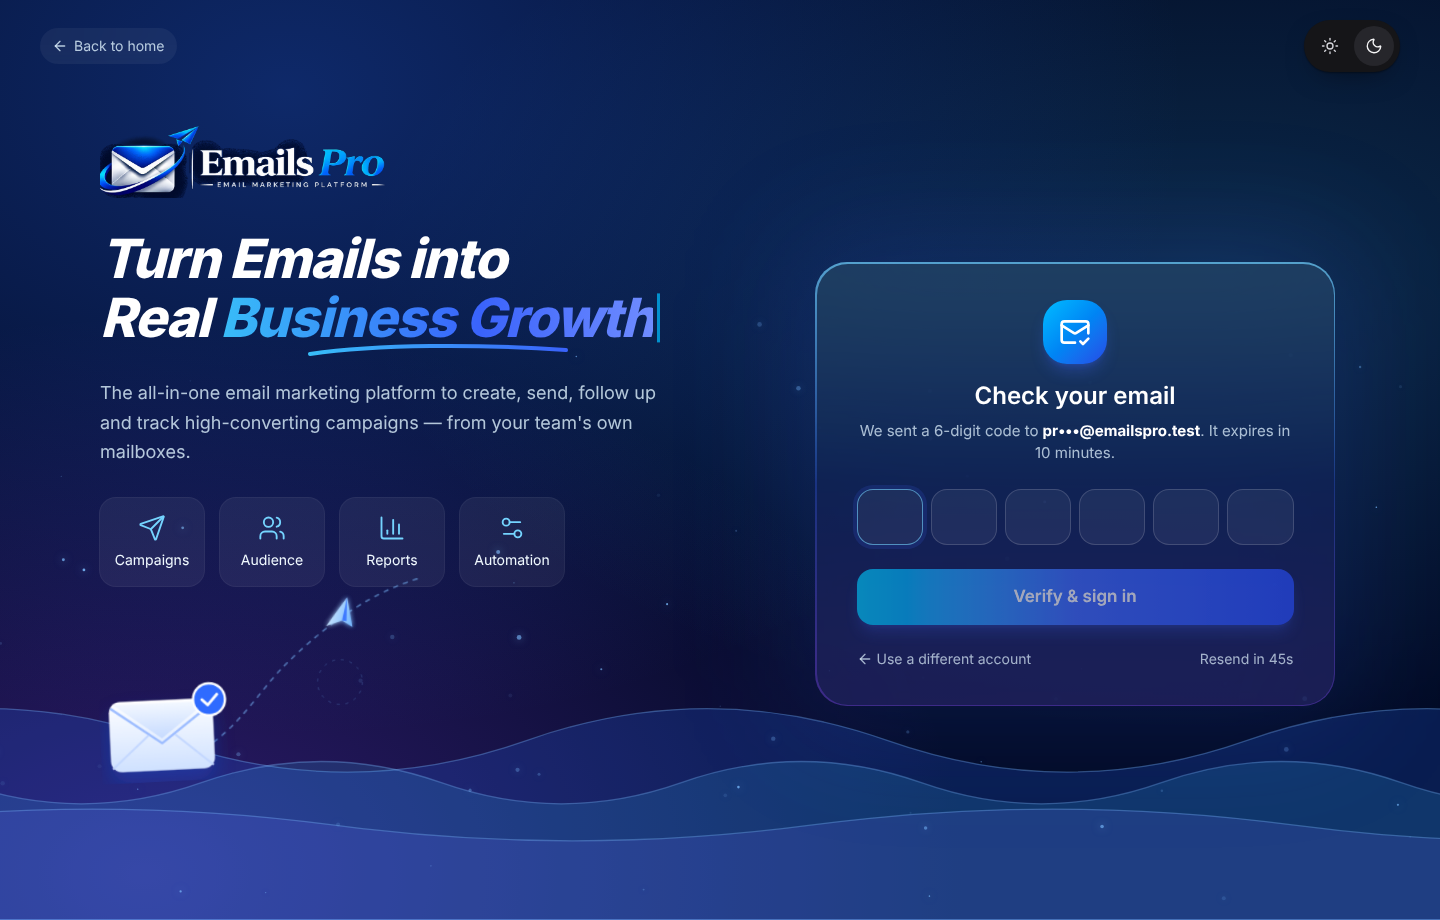 Back to home
Emails Pro
EMAIL MARKETING PLATFORM
Turn Emails into
Real Business Growth
The all-in-one email marketing platform to create, send, follow up
and track high-converting campaigns — from your team's own
mailboxes.
Campaigns
Audience
Reports
Automation
Check your email
We sent a 6-digit code to pr•••@emailspro.test. It expires in
10 minutes.
Verify & sign in
Use a different account
Resend in 45s